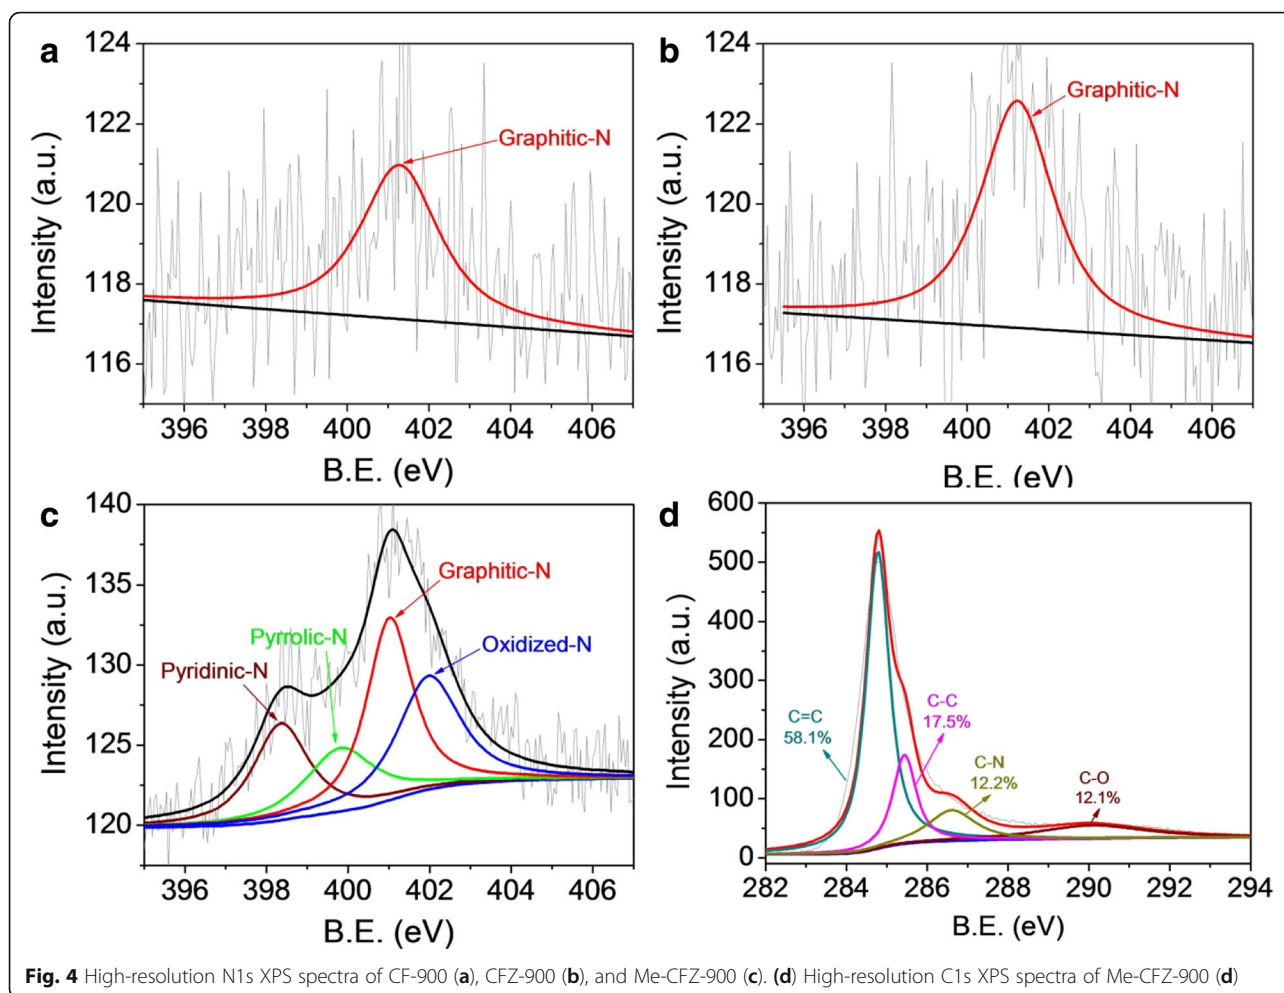 a
124
122
120
118
116
Intensity (a.u.)
Graphitic-N
396 398 400 402 404 406
B.E. (eV)
b
124
122
120
118
116
Intensity (a.u.)
Graphitic-N
396 398 400 402 404 406
B.E. (eV)
c
140
135
130
125
120
Intensity (a.u.)
Graphitic-N
Pyrrolic-N
Oxidized-N
Pyridinic-N
396 398 400 402 404 406
B.E. (eV)
d
600
500
400
300
200
100
0
Intensity (a.u.)
C=C
58.1%
C-C
17.5%
C-N
12.2%
C-O
12.1%
282 284 286 288 290 292 294
B.E. (eV)
Fig. 4 High-resolution N1s XPS spectra of CF-900 (a), CFZ-900 (b), and Me-CFZ-900 (c). (d) High-resolution C1s XPS spectra of Me-CFZ-900 (d)